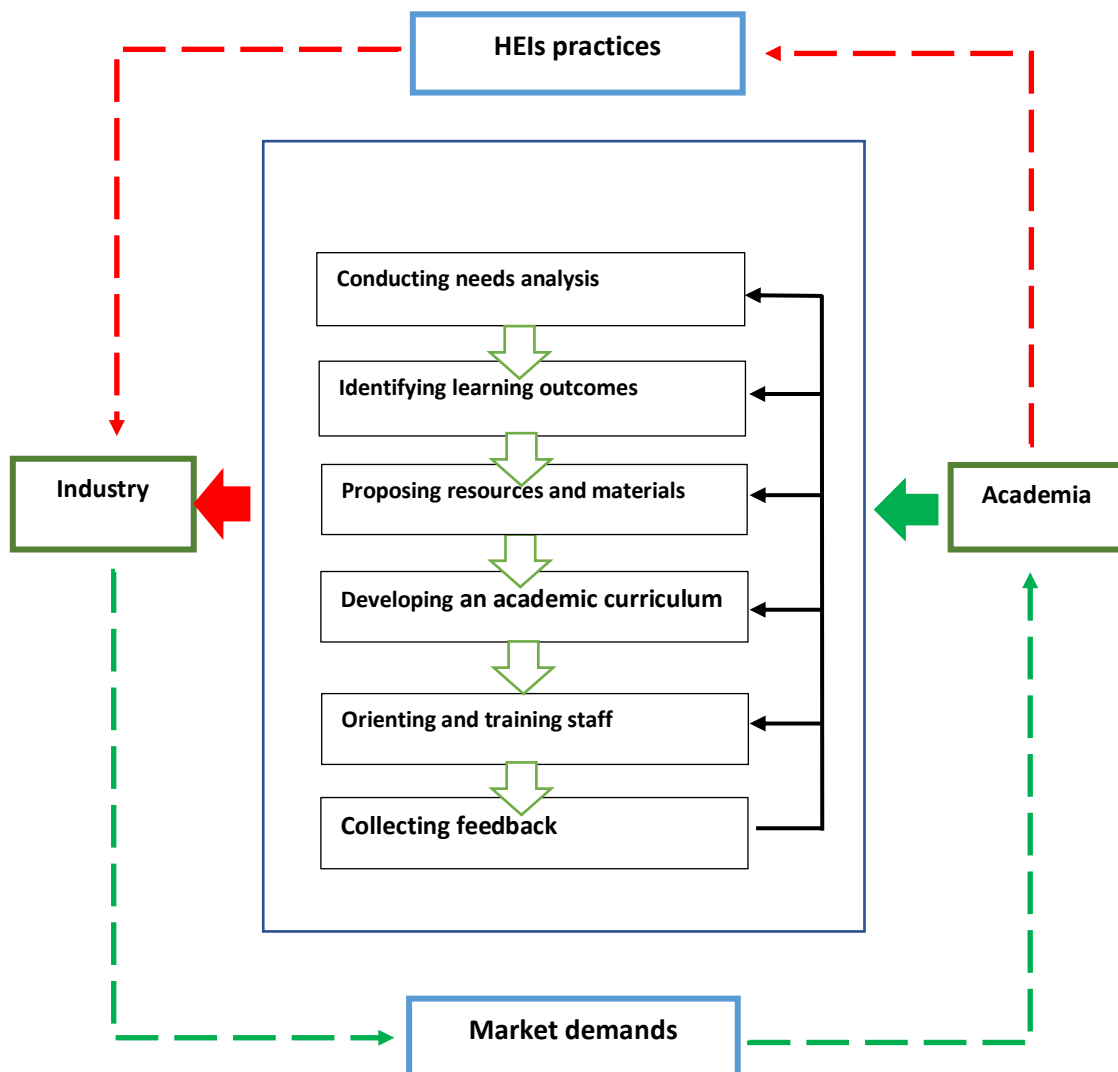 HEIs practices
Conducting needs analysis
Identifying learning outcomes
Industry
Proposing resources and materials
Academia
Developing an academic curriculum
Orienting and training staff
Collecting feedback
Market demands